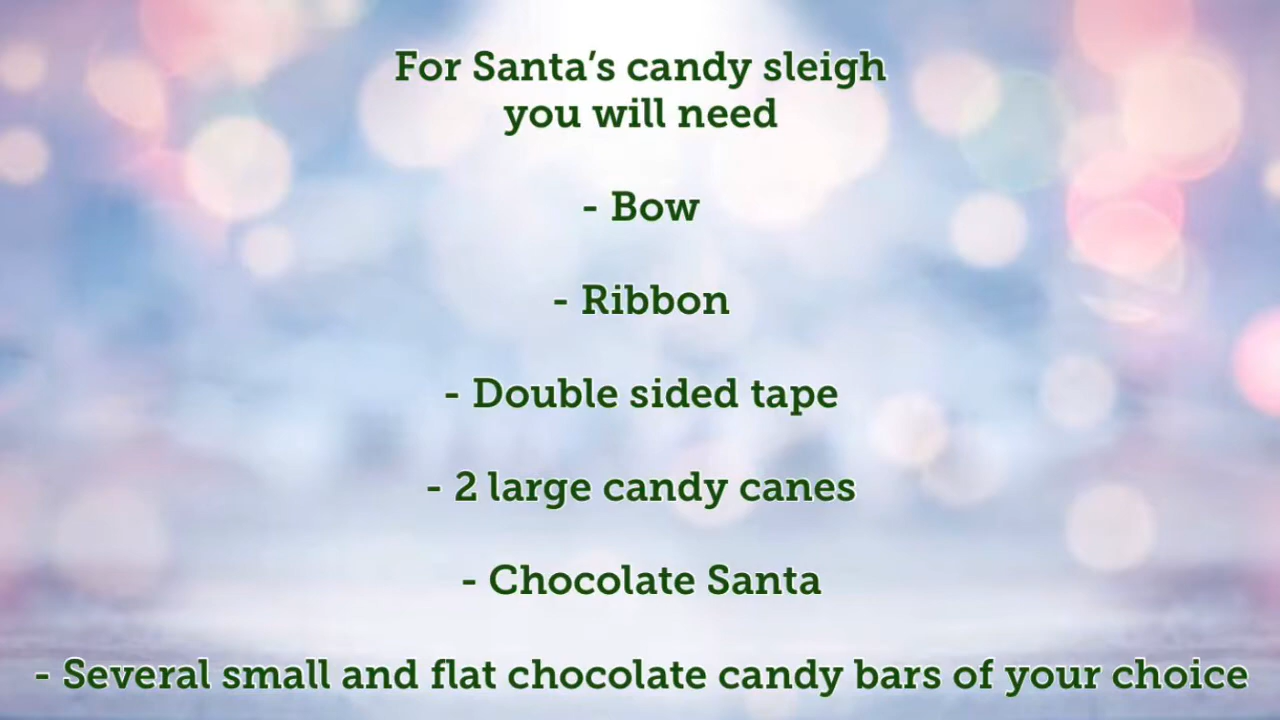 For Santa’s candy sleigh
you will need
- Bow
- Ribbon
- Double sided tape
- 2 large candy canes
- Chocolate Santa
- Several small and flat chocolate candy bars of your choice